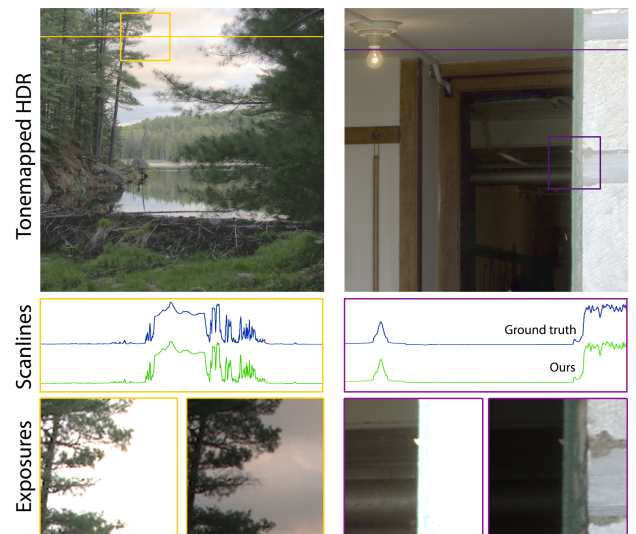 Tonemapped HDR
Scanlines
Ground truth
Ours
Exposures